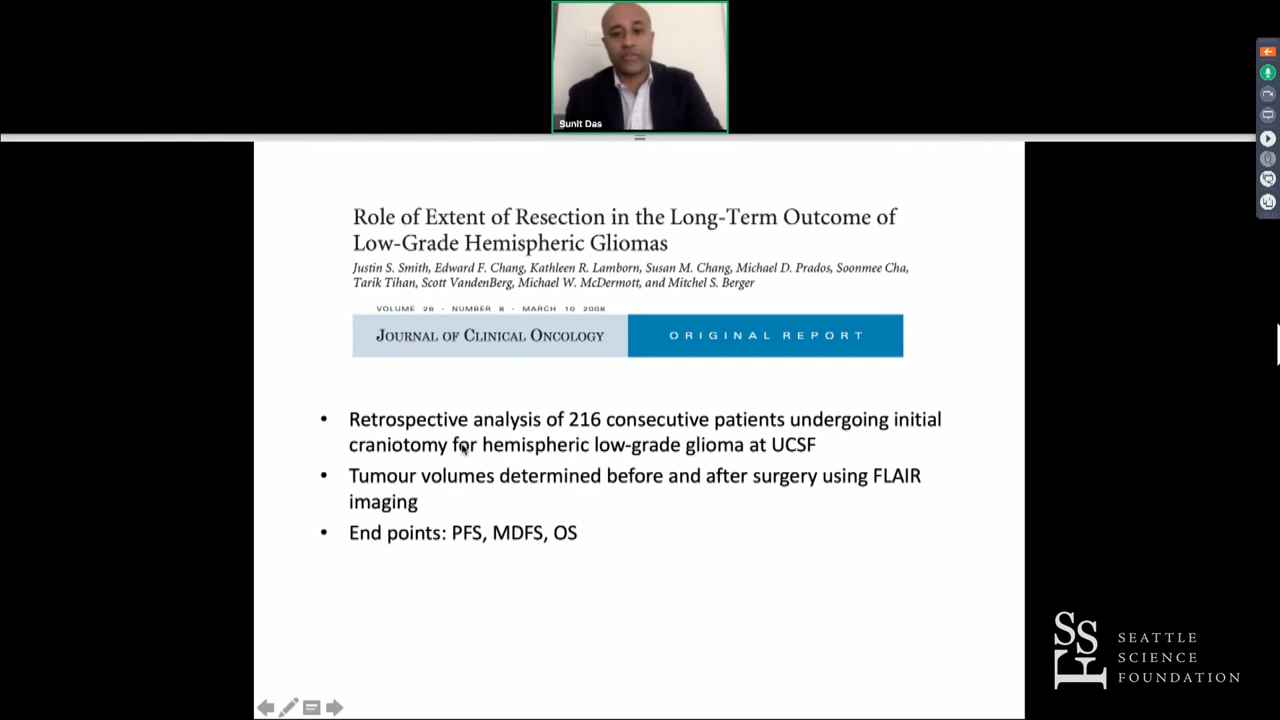 Sunit Das
Role of Extent of Resection in the Long-Term Outcome of
Low-Grade Hemispheric Gliomas
Justin S. Smith, Edward F. Chang, Kathleen R. Lamborn, Susan M. Chang, Michael D. Prados, Soonmee Cha,
Tarik Tihan, Scott VandenBerg, Michael W. McDermott, and Mitchel S. Berger
VOLUME 26 · NUMBER 8 · MARCH 10 2008
JOURNAL OF CLINICAL ONCOLOGY
ORIGINAL REPORT
• Retrospective analysis of 216 consecutive patients undergoing initial
craniotomy for hemispheric low-grade glioma at UCSF
• Tumour volumes determined before and after surgery using FLAIR
imaging
• End points: PFS, MDFS, OS
SSF
SEATTLE
SCIENCE
FOUNDATION